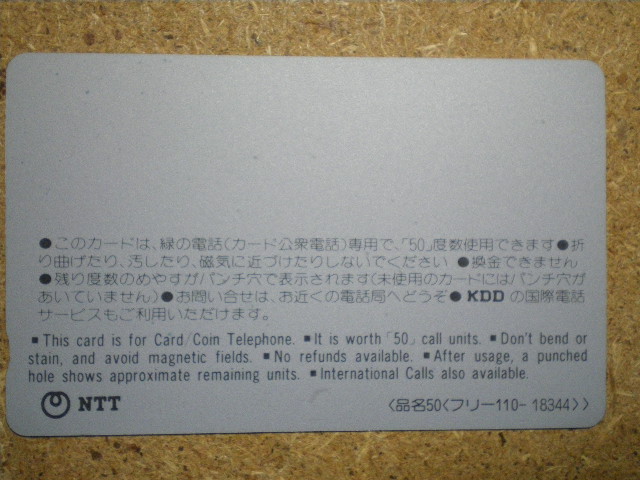 ●このカードは、緑の電話(カード公衆電話)専用で、「50」度数使用できます●折
り曲げたり、汚したり、磁気に近づけたりしないでください ●換金できません
●残り度数のめやすがパンチ穴で表示されます(未使用のカードにはパンチ穴が
あいていません)●お問い合せは、お近くの電話局へどうぞ● KDD の国際電話
サービスもご利用いただけます。
▪ This card is for Card/Coin Telephone. ▪ It is worth「50」call units. ▪ Don't bend or
stain, and avoid magnetic fields. ▪ No refunds available. ▪ After usage, a punched
hole shows approximate remaining units. ▪ International Calls also available.
NTT 〈品名50〈フリー110-18344〉〉